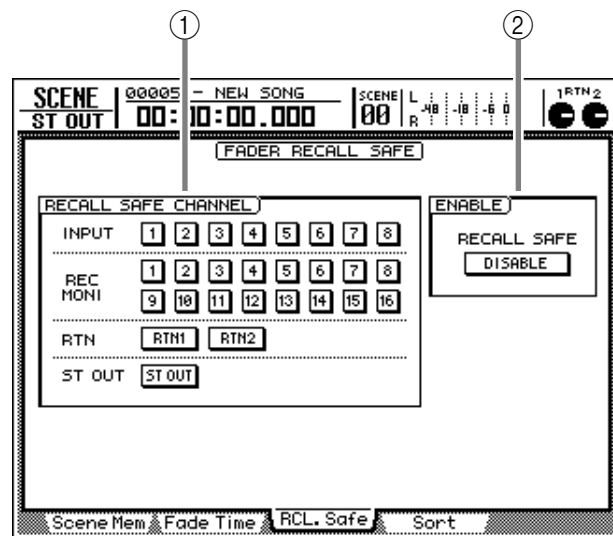 ① ②
SCENE 00005 - NEW SONG SCENE L -48 -18 -6 0 1 RTN 2
ST OUT 00:00:00.000 00 R
FADER RECALL SAFE
RECALL SAFE CHANNEL ENABLE
INPUT 1 2 3 4 5 6 7 8 RECALL SAFE
DISABLE
REC MONI 1 2 3 4 5 6 7 8
9 10 11 12 13 14 15 16
RTN RTN1 RTN2
ST OUT ST OUT
Scene Mem Fade Time RCL. Safe Sort